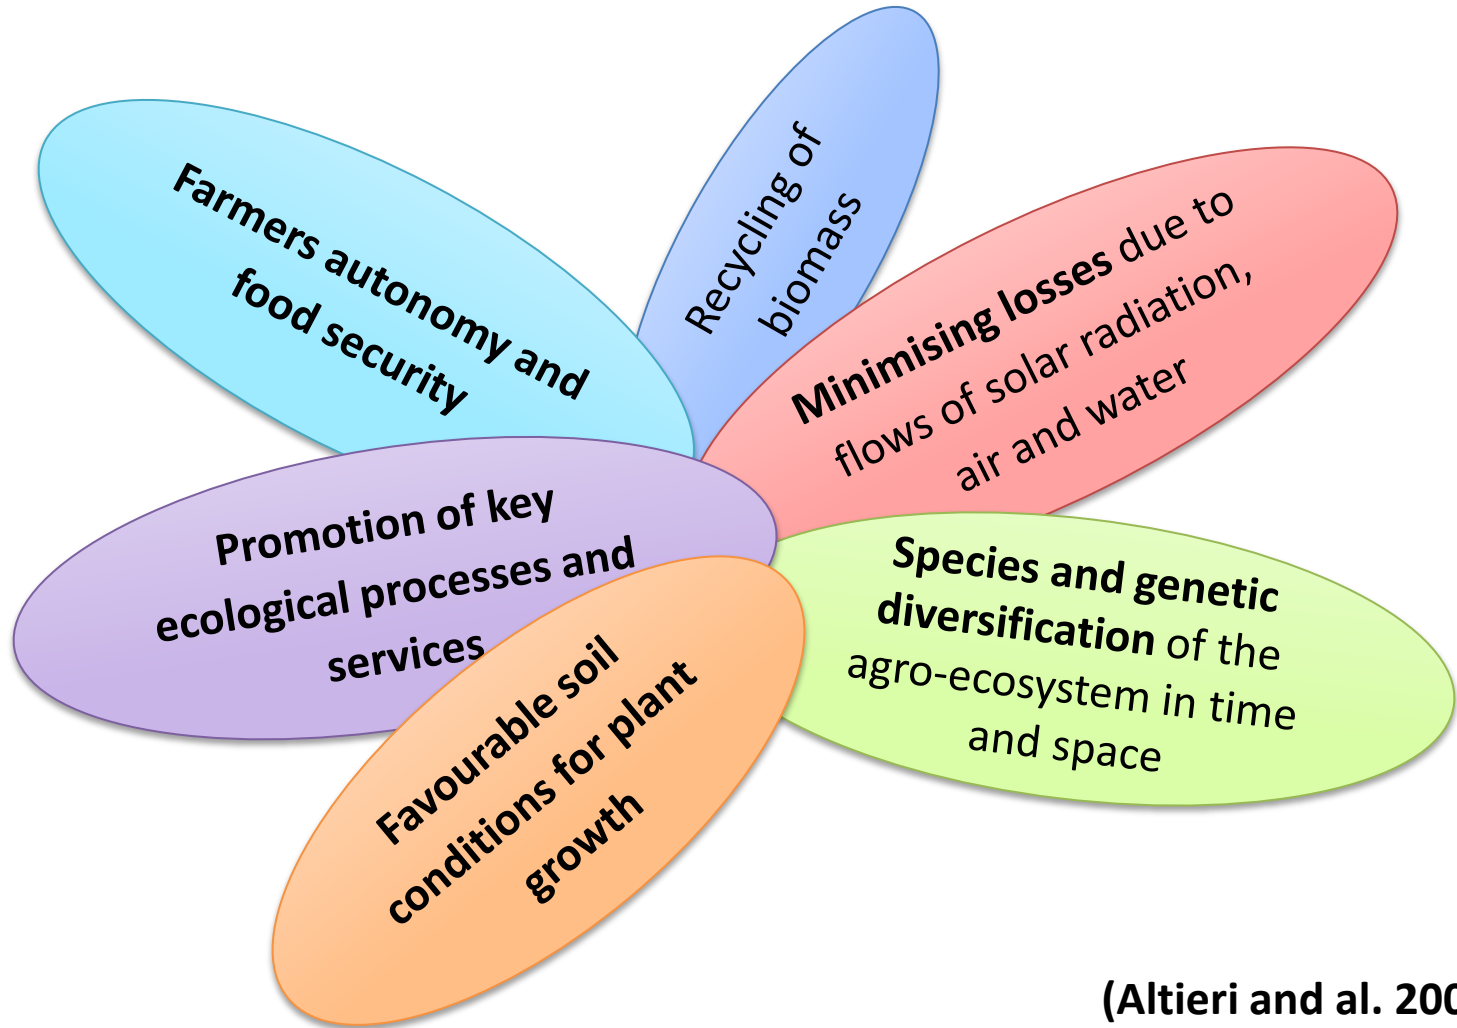 Farmers autonomy and
food security
Recycling of
biomass
Minimising losses due to
flows of solar radiation,
air and water
Promotion of key
ecological processes and
services
Species and genetic
diversification of the
agro-ecosystem in time
and space
Favourable soil
conditions for plant
growth
(Altieri and al. 200